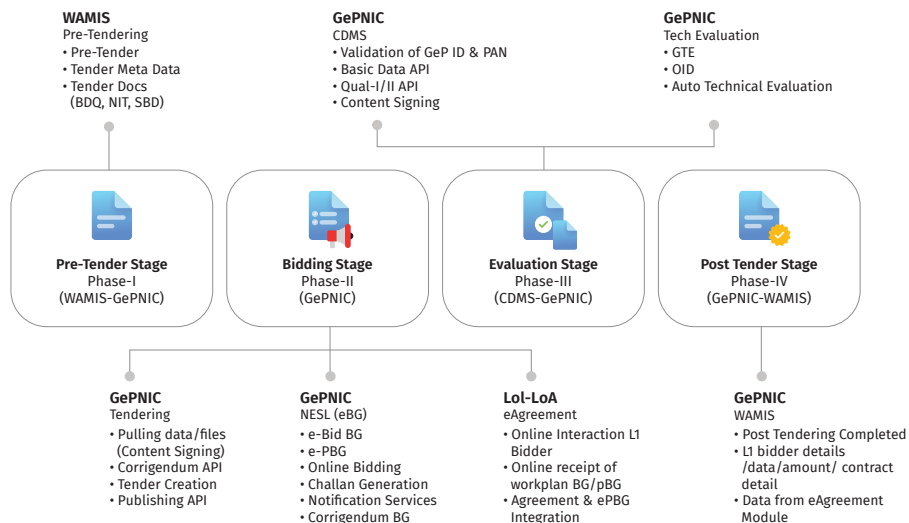 WAMIS
Pre-Tendering
• Pre-Tender
• Tender Meta Data
• Tender Docs
(BDQ, NIT, SBD)
GePNIC
CDMS
• Validation of GeP ID & PAN
• Basic Data API
• Qual-I/II API
• Content Signing
GePNIC
Tech Evaluation
• GTE
• OID
• Auto Technical Evaluation
Pre-Tender Stage
Phase-I
(WAMIS-GePNIC)
Bidding Stage
Phase-II
(GePNIC)
Evaluation Stage
Phase-III
(CDMS-GePNIC)
Post Tender Stage
Phase-IV
(GePNIC-WAMIS)
GePNIC
Tendering
• Pulling data/files
(Content Signing)
• Corrigendum API
• Tender Creation
• Publishing API
GePNIC
NESL (eBG)
• e-Bid BG
• e-PBG
• Online Bidding
• Challan Generation
• Notification Services
• Corrigendum BG
LoI-LoA
eAgreement
• Online Interaction L1
Bidder
• Online receipt of
workplan BG/pBG
• Agreement & ePBG
Integration
GePNIC
WAMIS
• Post Tendering Completed
• L1 bidder details
/data/amount/ contract
detail
• Data from eAgreement
Module